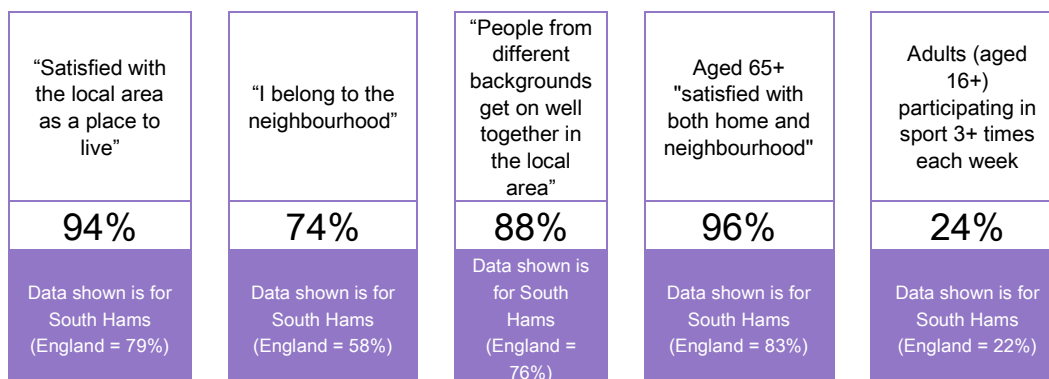 “Satisfied with
the local area
as a place to
live”
94%
Data shown is for
South Hams
(England = 79%)
“I belong to the
neighbourhood”
74%
Data shown is for
South Hams
(England = 58%)
“People from
different
backgrounds
get on well
together in
the local
area”
88%
Data shown is
for South
Hams
(England =
76%)
Aged 65+
"satisfied with
both home and
neighbourhood"
96%
Data shown is for
South Hams
(England = 83%)
Adults (aged
16+)
participating in
sport 3+ times
each week
24%
Data shown is for
South Hams
(England = 22%)